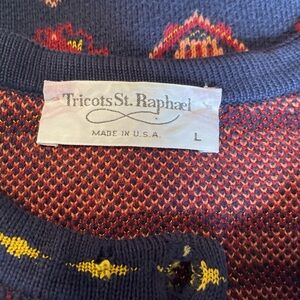 Tricots St. Raphael
MADE IN U.S.A.
L